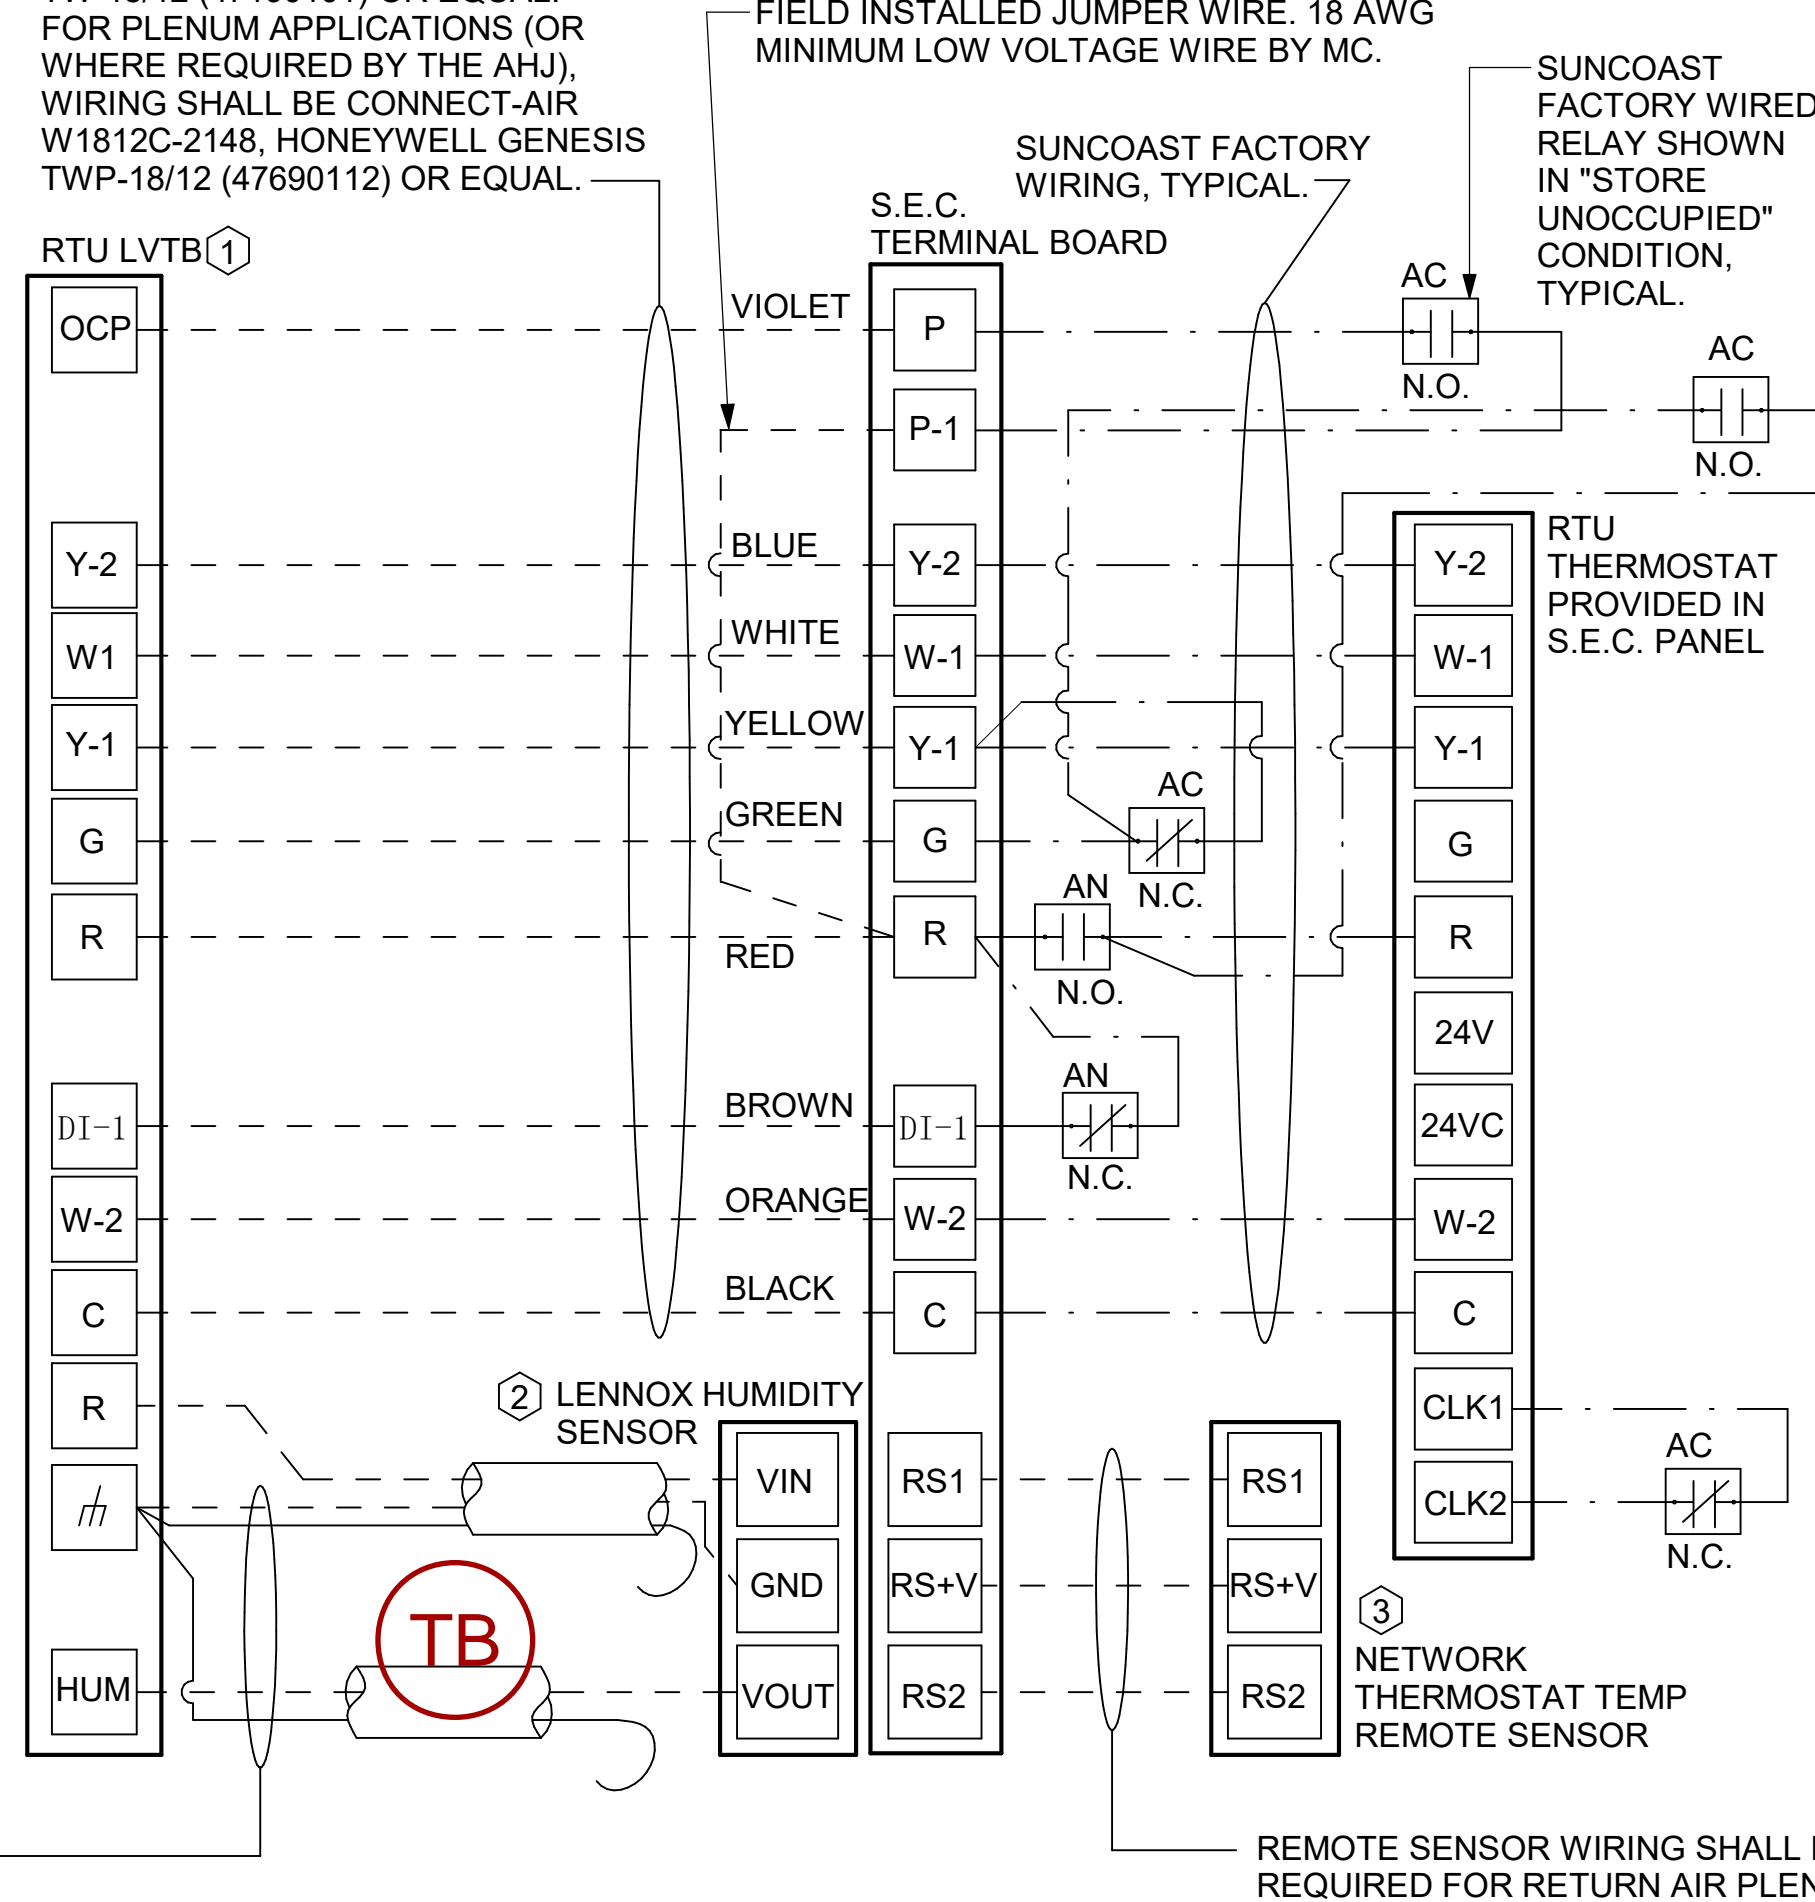 FOR PLENUM APPLICATIONS (OR
WHERE REQUIRED BY THE AHJ),
WIRING SHALL BE CONNECT-AIR
W1812C-2148, HONEYWELL GENESIS
TWP-18/12 (47690112) OR EQUAL.
FIELD INSTALLED JUMPER WIRE. 18 AWG
MINIMUM LOW VOLTAGE WIRE BY MC.
SUNCOAST FACTORY
WIRING, TYPICAL.
SUNCOAST
FACTORY WIRED
RELAY SHOWN
IN "STORE
UNOCCUPIED"
CONDITION,
TYPICAL.
RTU LVTB 1
OCP
Y-2
W1
Y-1
G
R
DI-1
W-2
C
R
HUM
VIOLET
BLUE
WHITE
YELLOW
GREEN
RED
BROWN
ORANGE
BLACK
S.E.C.
TERMINAL BOARD
P
P-1
Y-2
W-1
Y-1
G
R
DI-1
W-2
C
RS1
RS+V
RS2
AC
N.O.
AC
N.O.
AC
N.C.
AN
N.O.
AN
N.C.
RTU
THERMOSTAT
PROVIDED IN
S.E.C. PANEL
Y-2
W-1
Y-1
G
R
24V
24VC
W-2
C
CLK1
CLK2
AC
N.C.
2 LENNOX HUMIDITY
SENSOR
VIN
GND
VOUT
TB
RS1
RS+V
RS2
3
NETWORK
THERMOSTAT TEMP
REMOTE SENSOR
REMOTE SENSOR WIRING SHALL
REQUIRED FOR RETURN AIR PLEN